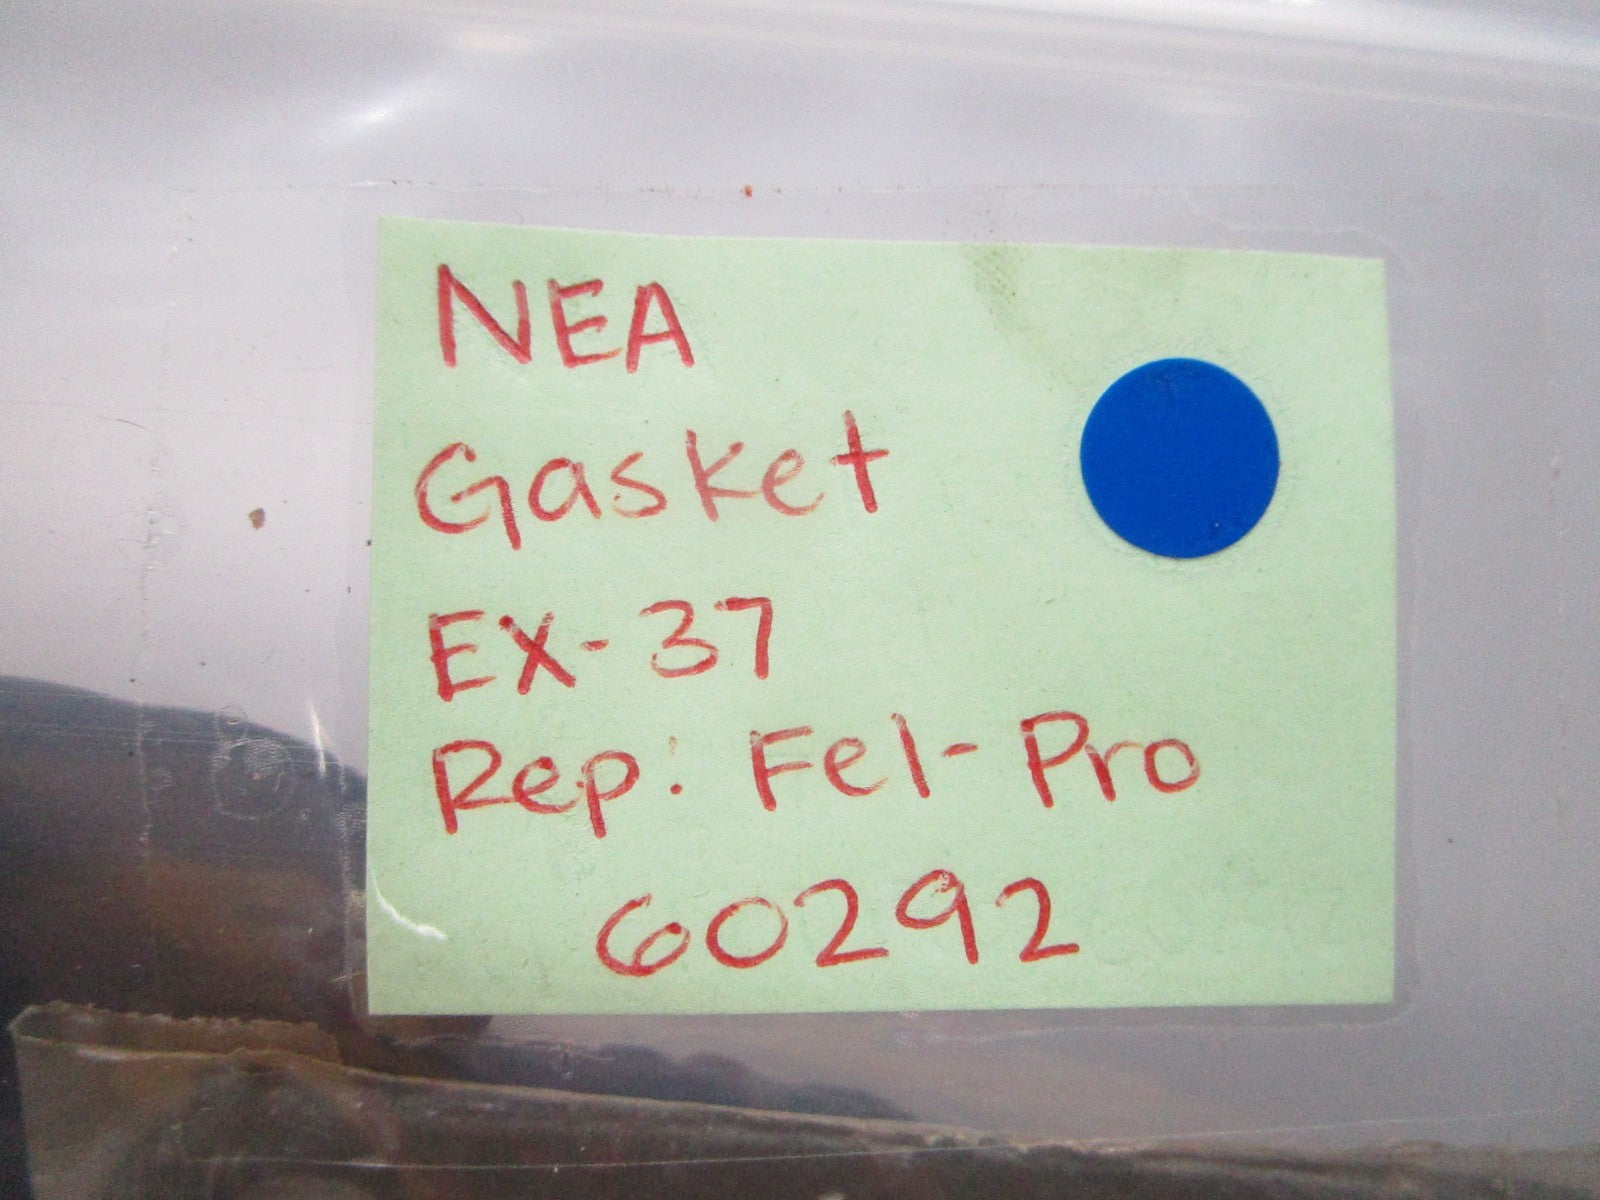 NEA
Gasket
EX-37
Rep: Fel-Pro
60292